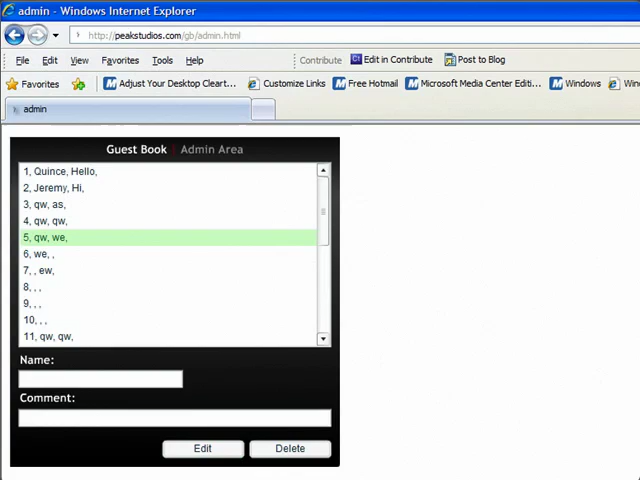 admin - Windows Internet Explorer
http://peakstudios.com/gb/admin.html
File Edit View Favorites Tools Help Contribute Edit in Contribute Post to Blog
Favorites Adjust Your Desktop Cleart... Customize Links Free Hotmail Microsoft Media Center Editi... Windows Win
admin
Guest Book | Admin Area
1, Quince, Hello,
2, Jeremy, Hi,
3, qw, as,
4, qw, qw,
5, qw, we,
6, we, ,
7, , ew,
8, , ,
9, , ,
10, , ,
11, qw, qw,
Name:
Comment:
Edit Delete